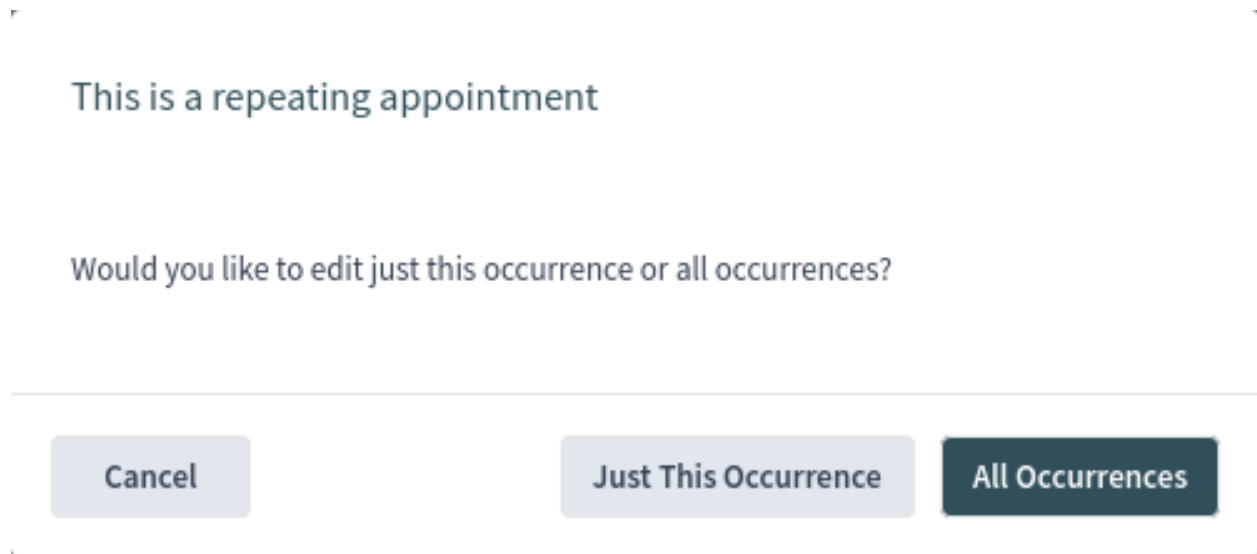 This is a repeating appointment
Would you like to edit just this occurrence or all occurrences?
Cancel
Just This Occurrence
All Occurrences